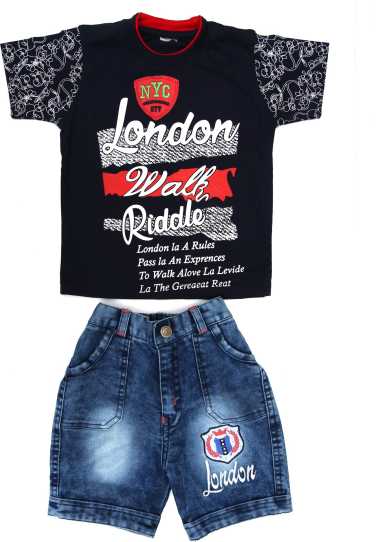 NYC
London
Walk
Riddle
London la A Rules
Pass la An Exprences
To Walk Alove La Levide
La The Gereaeat Reat
London